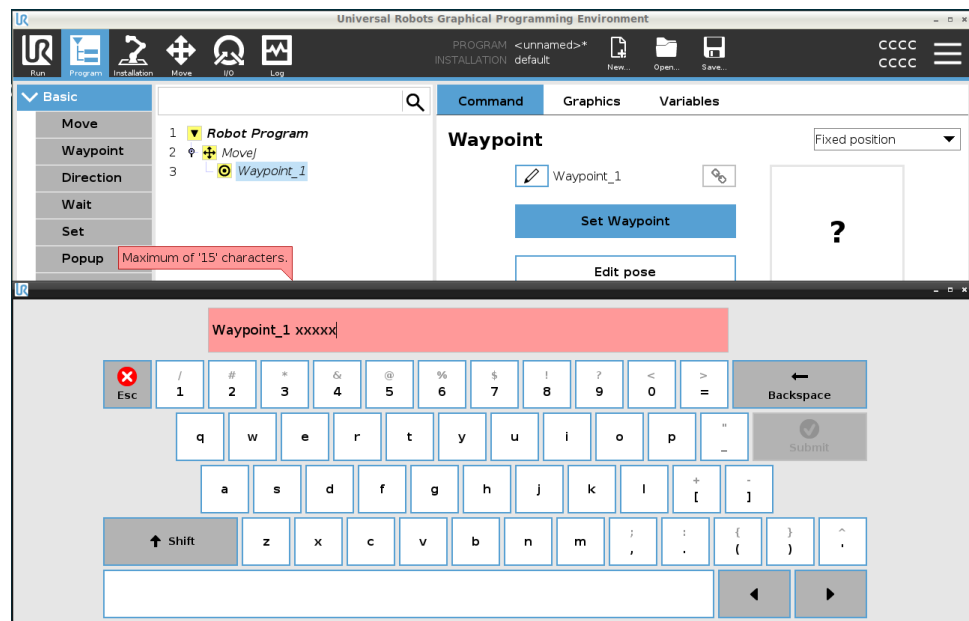 UR Universal Robots Graphical Programming Environment
UR Run Program Installation Move I/O Log
PROGRAM <unnamed>* New... Open... Save... CCCC
INSTALLATION default CCCC
Basic Command Graphics Variables
Move
Waypoint
Direction
Wait
Set
Popup
1 Robot Program
2 MoveJ
3 Waypoint_1
Waypoint Fixed position
Waypoint_1
Set Waypoint
?
Edit pose
Maximum of '15' characters.
UR
Waypoint_1 xxxxx
/ # * & @ % $ ! ? < >
Esc 1 2 3 4 5 6 7 8 9 0 = Backspace
q w e r t y u i o p " _ Submit
a s d f g h j k l + [ - ]
Shift z x c v b n m ; , : . { ( } ) ^ '